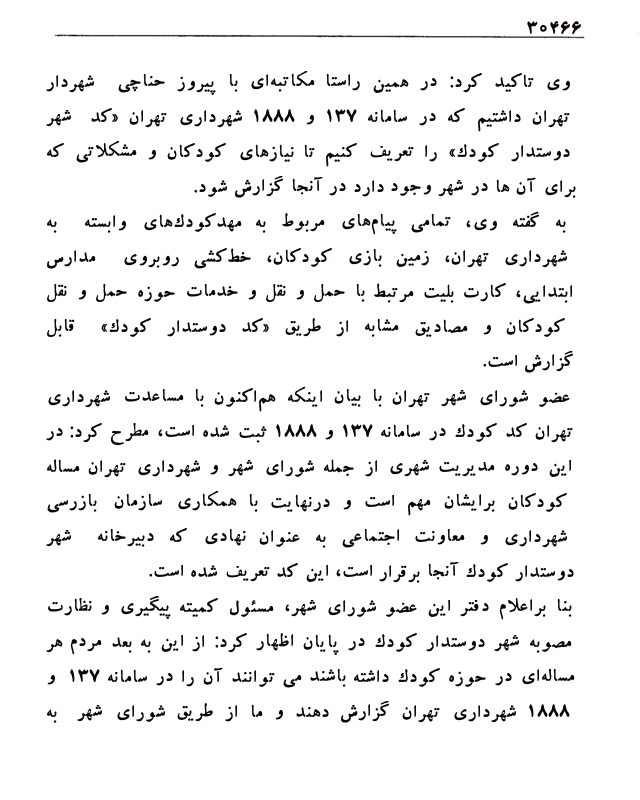 ۳۰۴۶۶
وی تاکید کرد: در همین راستا مکاتبه‌ای با پیروز حناچی شهردار
تهران داشتیم که در سامانه ۱۳۷ و ۱۸۸۸ شهرداری تهران «کد شهر
دوستدار کودك» را تعریف کنیم تا نیازهای کودکان و مشکلاتی که
برای آن ها در شهر وجود دارد در آنجا گزارش شود.
به گفته وی، تمامی پیام‌های مربوط به مهدکودك‌های وابسته به
شهرداری تهران، زمین بازی کودکان، خط‌کشی روبروی مدارس
ابتدایی، کارت بلیت مرتبط با حمل و نقل و خدمات حوزه حمل و نقل
کودکان و مصادیق مشابه از طریق «کد دوستدار کودك» قابل
گزارش است.
عضو شورای شهر تهران با بیان اینکه هم‌اکنون با مساعدت شهرداری
تهران کد کودك در سامانه ۱۳۷ و ۱۸۸۸ ثبت شده است، مطرح کرد: در
این دوره مدیریت شهری از جمله شورای شهر و شهرداری تهران مساله
کودکان برایشان مهم است و درنهایت با همکاری سازمان بازرسی
شهرداری و معاونت اجتماعی به عنوان نهادی که دبیرخانه شهر
دوستدار کودك آنجا برقرار است، این کد تعریف شده است.
بنا براعلام دفتر این عضو شورای شهر، مسئول کمیته پیگیری و نظارت
مصوبه شهر دوستدار کودك در پایان اظهار کرد: از این به بعد مردم هر
مساله‌ای در حوزه کودك داشته باشند می توانند آن را در سامانه ۱۳۷ و
۱۸۸۸ شهرداری تهران گزارش دهند و ما از طریق شورای شهر به